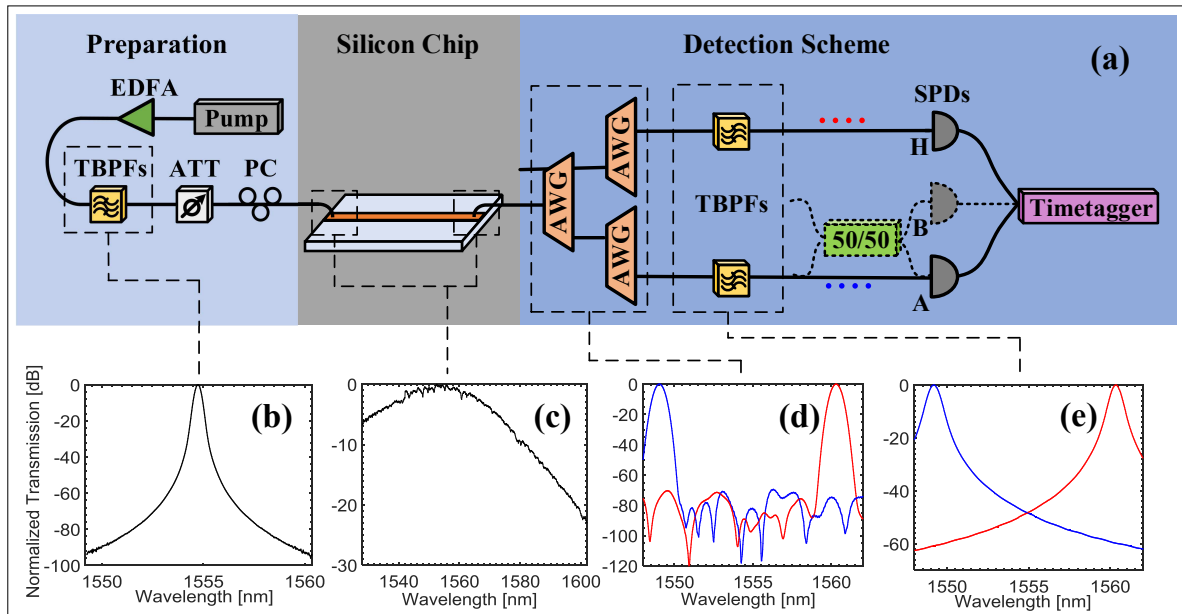 Preparation
Silicon Chip
Detection Scheme
(a)
EDFA
Pump
TBPFs
ATT
PC
AWG
AWG
AWG
TBPFs
50/50
SPDs
H
B
A
Timetagger
Normalized Transmission [dB]
0
-20
-40
-60
-80
-100
1550
1555
1560
Wavelength [nm]
(b)
0
-10
-20
-30
1540
1560
1580
1600
Wavelength [nm]
(c)
0
-20
-40
-60
-80
-100
-120
1550
1555
1560
Wavelength [nm]
(d)
0
-20
-40
-60
1550
1555
1560
Wavelength [nm]
(e)